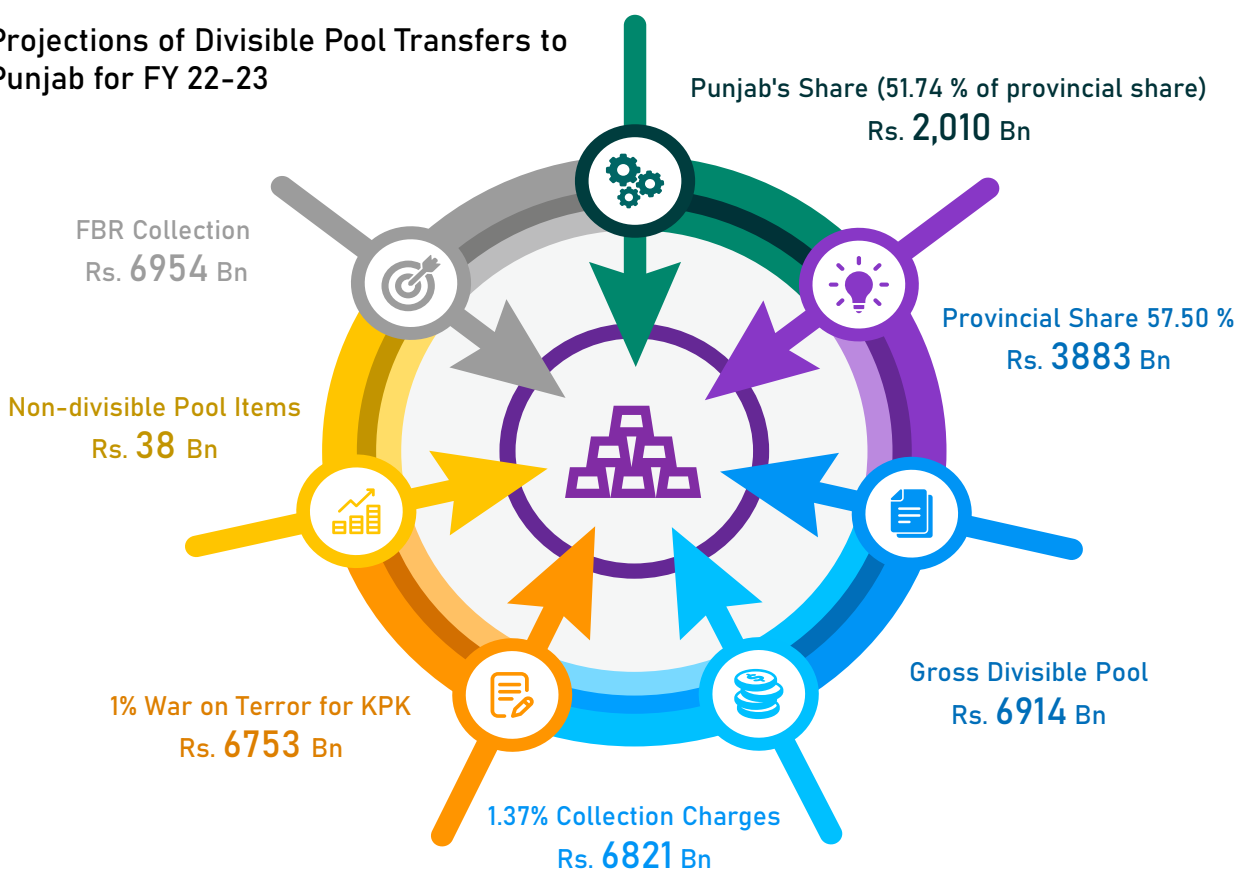 Projections of Divisible Pool Transfers to
Punjab for FY 22-23
Punjab's Share (51.74 % of provincial share)
Rs. 2,010 Bn
FBR Collection
Rs. 6954 Bn
Provincial Share 57.50 %
Rs. 3883 Bn
Non-divisible Pool Items
Rs. 38 Bn
Gross Divisible Pool
Rs. 6914 Bn
1% War on Terror for KPK
Rs. 6753 Bn
1.37% Collection Charges
Rs. 6821 Bn